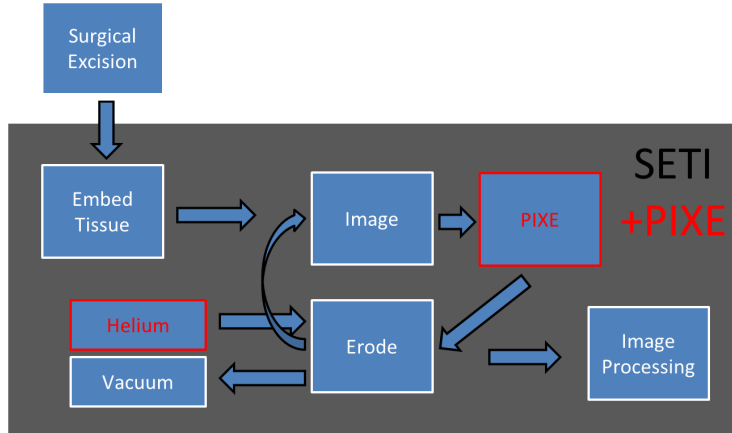 Surgical
Excision
SETI
+PIXE
Embed
Tissue
Image
PIXE
Helium
Erode
Vacuum
Image
Processing